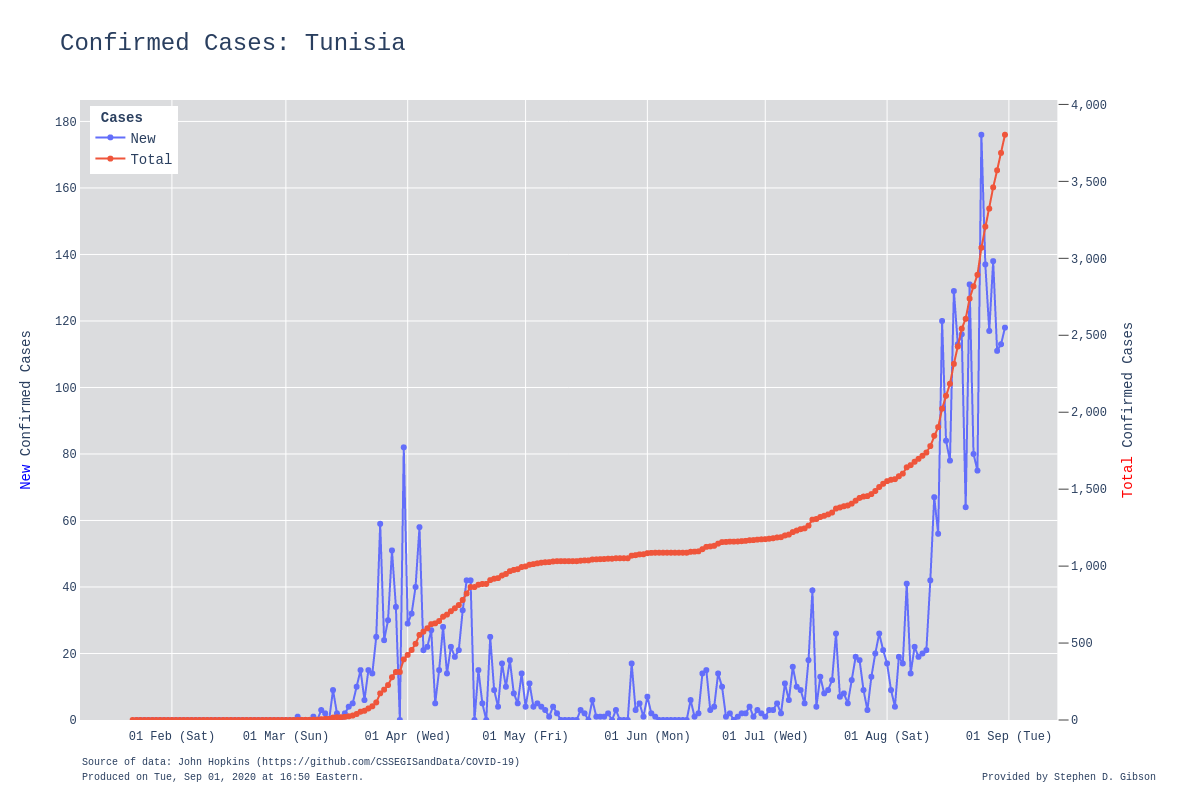 Confirmed Cases: Tunisia
Cases
New
Total
180
160
140
120
100
80
60
40
20
0
4,000
3,500
3,000
2,500
2,000
1,500
1,000
500
0
New Confirmed Cases
Total Confirmed Cases
01 Feb (Sat) 01 Mar (Sun) 01 Apr (Wed) 01 May (Fri) 01 Jun (Mon) 01 Jul (Wed) 01 Aug (Sat) 01 Sep (Tue)
Source of data: John Hopkins (https://github.com/CSSEGISandData/COVID-19)
Produced on Tue, Sep 01, 2020 at 16:50 Eastern.
Provided by Stephen D. Gibson